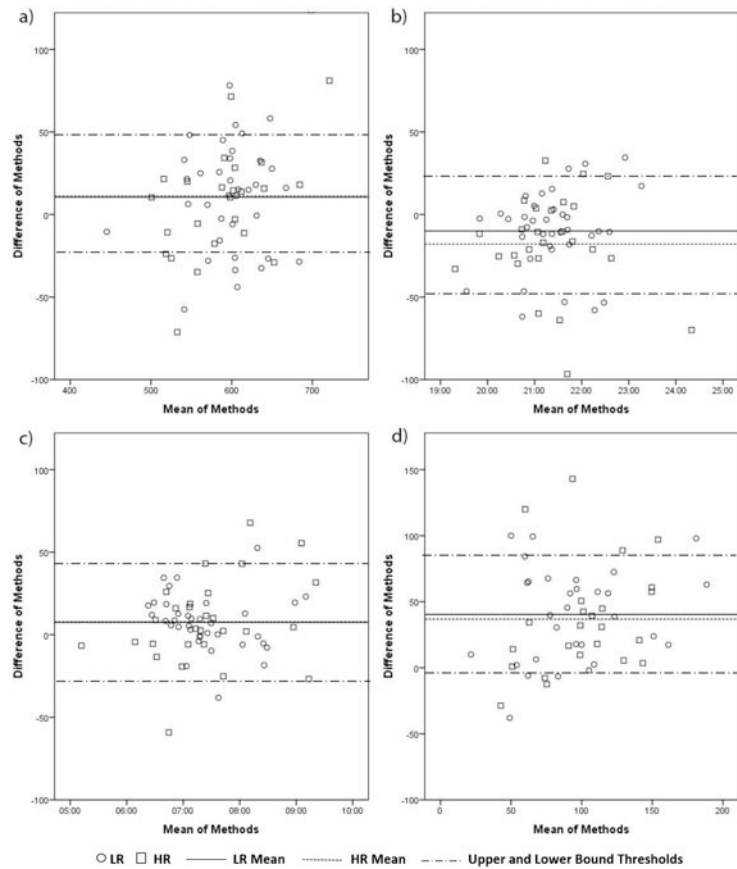 a)
100
50
0
-50
-100
Difference of Methods
400 500 600 700
Mean of Methods
b)
100
50
0
-50
-100
Difference of Methods
19:00 20:00 21:00 22:00 23:00 24:00 25:00
Mean of Methods
c)
100
50
0
-50
-100
Difference of Methods
05:00 06:00 07:00 08:00 09:00 10:00
Mean of Methods
d)
150
100
50
0
-50
-100
Difference of Methods
0 50 100 150 200
Mean of Methods
LR HR LR Mean HR Mean Upper and Lower Bound Thresholds